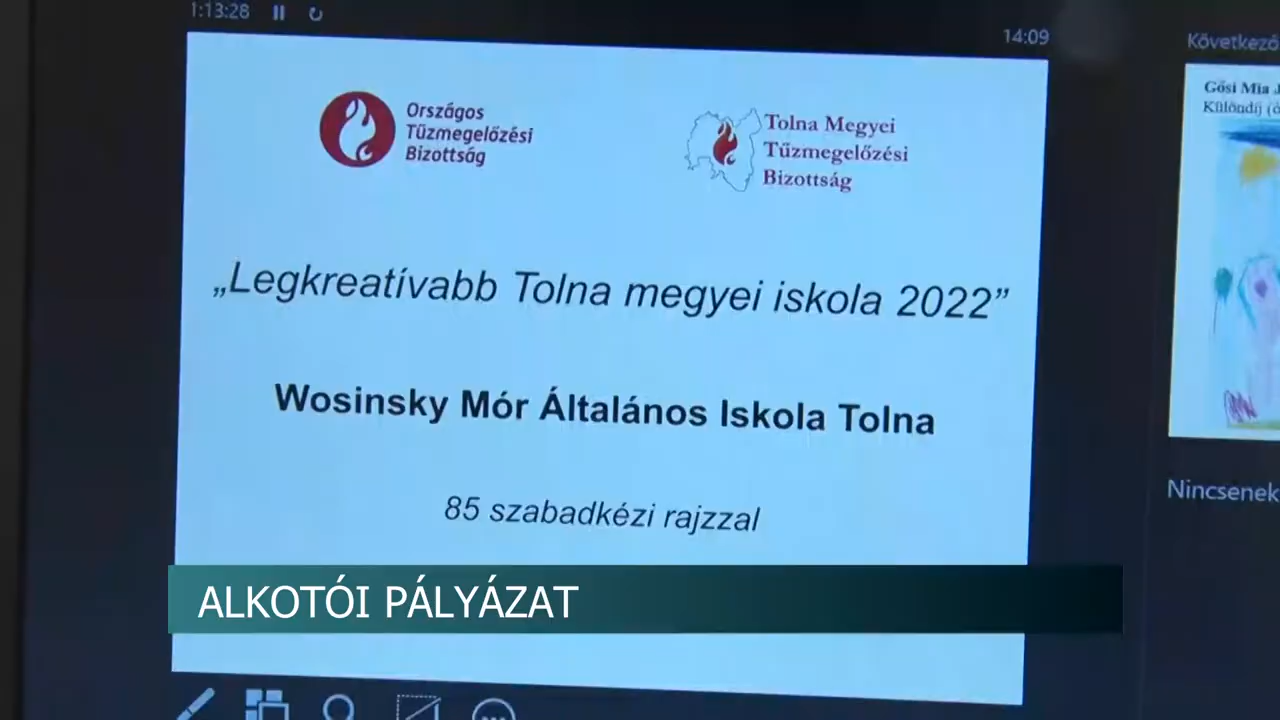 1:13:28
14:09
Következő
Országos
Tűzmegelőzési
Bizottság
Tolna Megyei
Tűzmegelőzési
Bizottság
„Legkreatívabb Tolna megyei iskola 2022”
Wosinsky Mór Általános Iskola Tolna
85 szabadkézi rajzzal
Gősi Mia
Különdíj
Nincsenek
ALKOTÓI PÁLYÁZAT